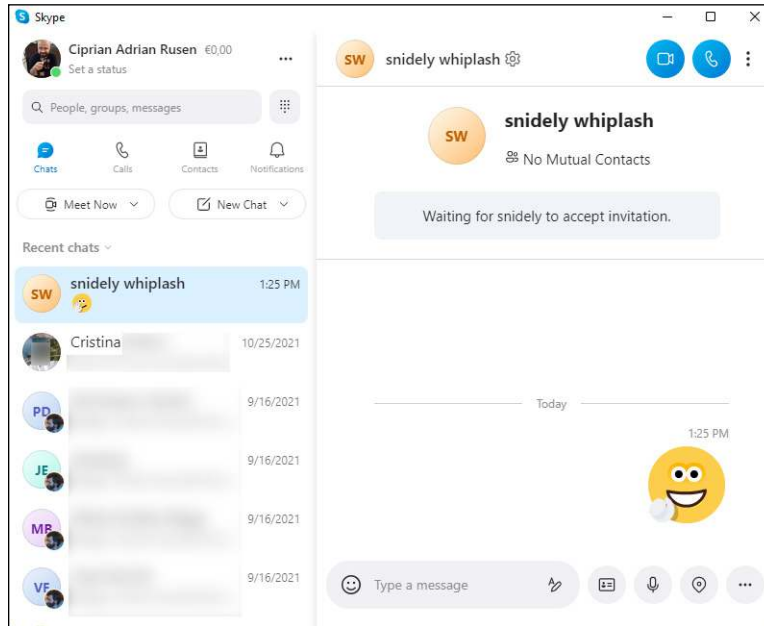 Skype
Ciprian Adrian Rusen €0,00
Set a status
People, groups, messages
Chats
Calls
Contacts
Notifications
Meet Now
New Chat
Recent chats
SW
snidely whiplash
1:25 PM
Cristina
10/25/2021
PD
9/16/2021
JE
9/16/2021
MB
9/16/2021
VE
9/16/2021
SW
snidely whiplash
SW
snidely whiplash
No Mutual Contacts
Waiting for snidely to accept invitation.
Today
1:25 PM
Type a message